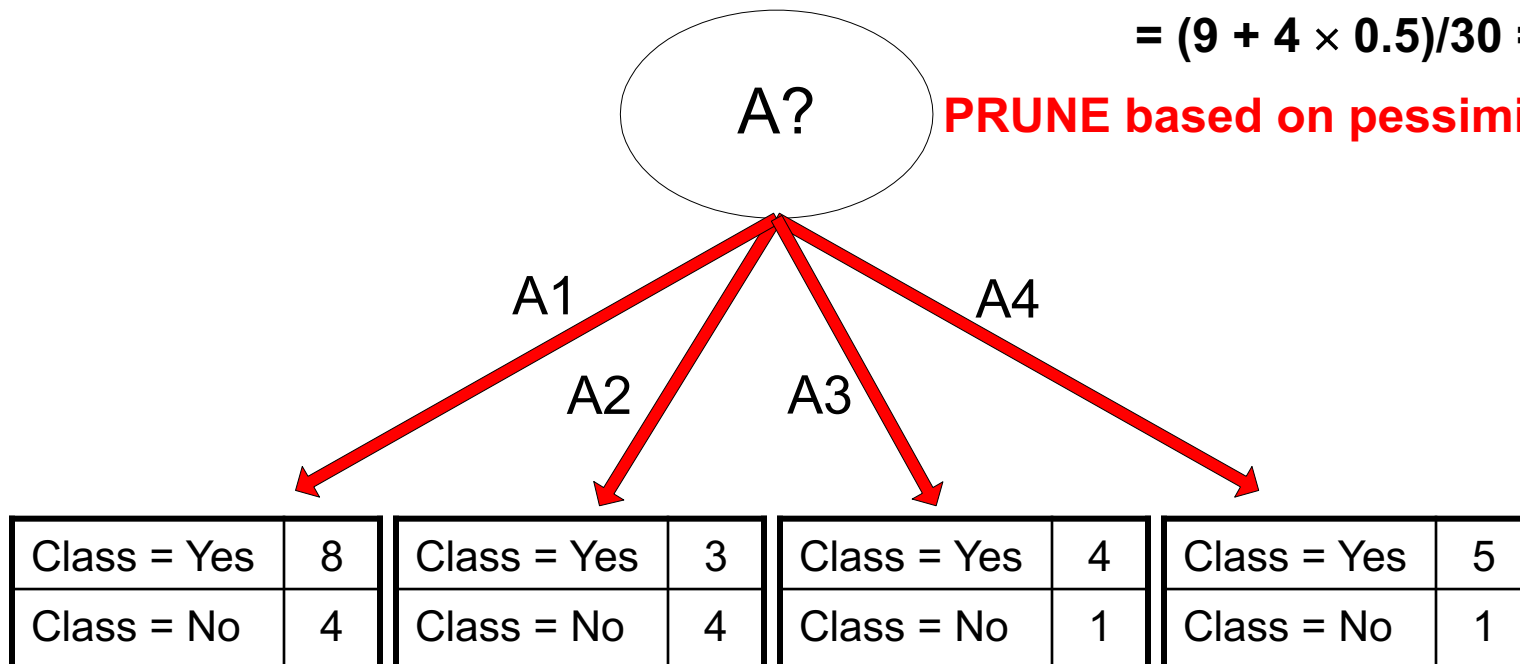 = (9 + 4 × 0.5)/30 =
A?
PRUNE based on
A1
A4
A2
A3
Class = Yes 8
Class = No 4
Class = Yes 3
Class = No 4
Class = Yes 4
Class = No 1
Class = Yes 5
Class = No 1